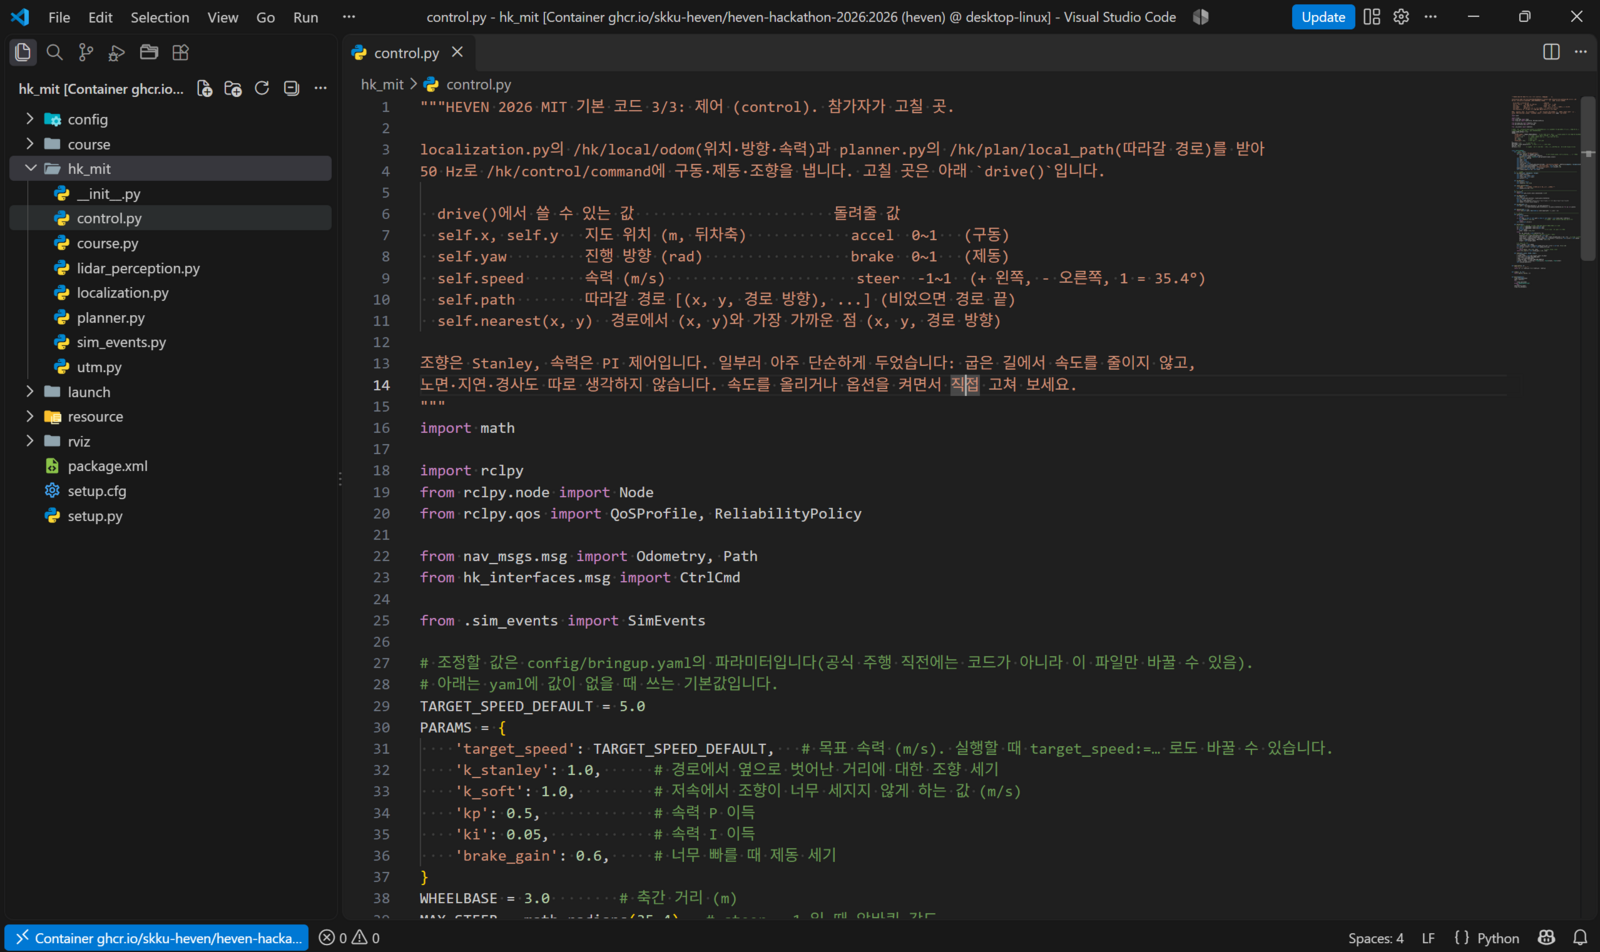 File Edit Selection View Go Run ··· control.py - hk_mit [Container ghcr.io/skku-heven/heven-hackathon-2026:2026 (heven) @ desktop-linux] - Visual Studio Code Update
control.py
hk_mit [Container ghcr.io...
hk_mit > control.py
config
course
hk_mit
__init__.py
control.py
course.py
lidar_perception.py
localization.py
planner.py
sim_events.py
utm.py
launch
resource
rviz
package.xml
setup.cfg
setup.py
1 """HEVEN 2026 MIT 기본 코드 3/3: 제어 (control). 참가자가 고칠 곳.
2
3 localization.py의 /hk/local/odom(위치·방향·속력)과 planner.py의 /hk/plan/local_path(따라갈 경로)를 받아
4 50 Hz로 /hk/control/command에 구동·제동·조향을 냅니다. 고칠 곳은 아래 `drive()`입니다.
5
6 drive()에서 쓸 수 있는 값 돌려줄 값
7 self.x, self.y 지도 위치 (m, 뒤차축) accel 0~1 (구동)
8 self.yaw 진행 방향 (rad) brake 0~1 (제동)
9 self.speed 속력 (m/s) steer -1~1 (+ 왼쪽, - 오른쪽, 1 = 35.4°)
10 self.path 따라갈 경로 [(x, y, 경로 방향), ...] (비었으면 경로 끝)
11 self.nearest(x, y) 경로에서 (x, y)와 가장 가까운 점 (x, y, 경로 방향)
12
13 조향은 Stanley, 속력은 PI 제어입니다. 일부러 아주 단순하게 두었습니다: 굽은 길에서 속도를 줄이지 않고,
14 노면·지연·경사도 따로 생각하지 않습니다. 속도를 올리거나 옵션을 켜면서 직접 고쳐 보세요.
15 """
16 import math
17
18 import rclpy
19 from rclpy.node import Node
20 from rclpy.qos import QoSProfile, ReliabilityPolicy
21
22 from nav_msgs.msg import Odometry, Path
23 from hk_interfaces.msg import CtrlCmd
24
25 from .sim_events import SimEvents
26
27 # 조정할 값은 config/bringup.yaml의 파라미터입니다(공식 주행 직전에는 코드가 아니라 이 파일만 바꿀 수 있음).
28 # 아래는 yaml에 값이 없을 때 쓰는 기본값입니다.
29 TARGET_SPEED_DEFAULT = 5.0
30 PARAMS = {
31 'target_speed': TARGET_SPEED_DEFAULT, # 목표 속력 (m/s). 실행할 때 target_speed:=… 로도 바꿀 수 있습니다.
32 'k_stanley': 1.0, # 경로에서 옆으로 벗어난 거리에 대한 조향 세기
33 'k_soft': 1.0, # 저속에서 조향이 너무 세지지 않게 하는 값 (m/s)
34 'kp': 0.5, # 속력 P 이득
35 'ki': 0.05, # 속력 I 이득
36 'brake_gain': 0.6, # 너무 빠를 때 제동 세기
37 }
38 WHEELBASE = 3.0 # 축간 거리 (m)
Container ghcr.io/skku-heven/heven-hacka... 0 0 Spaces: 4 LF { } Python